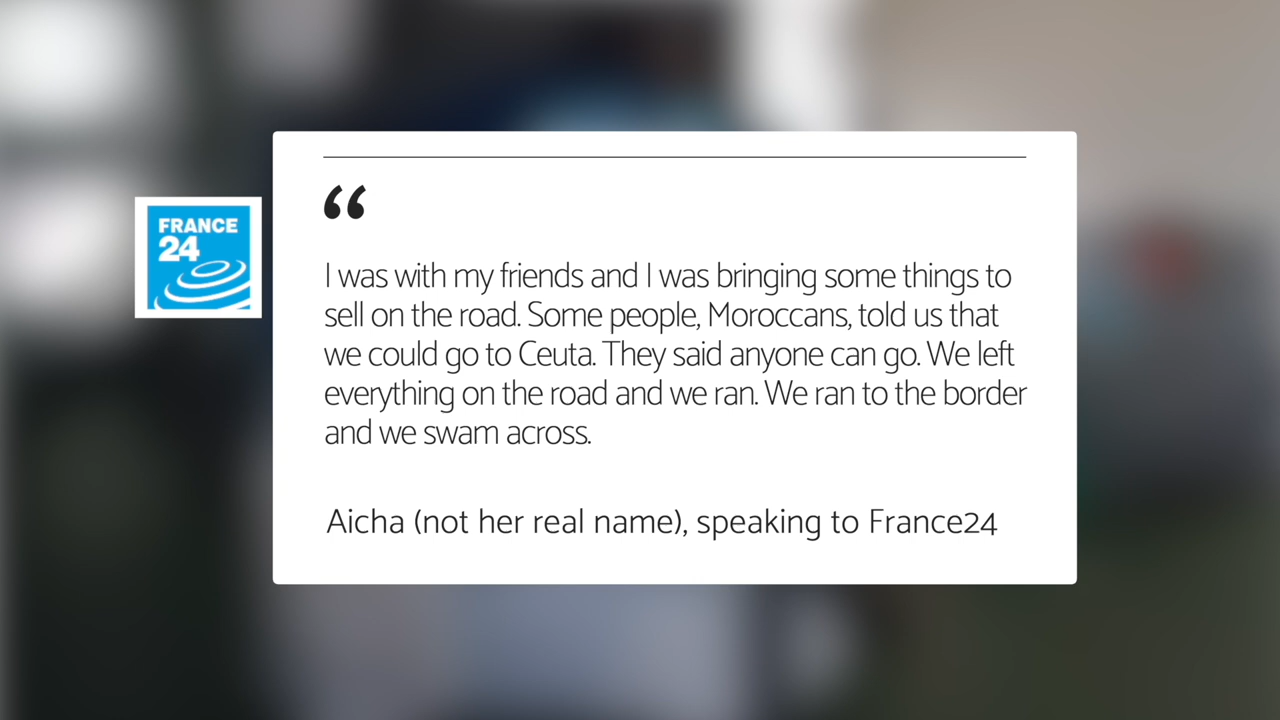 FRANCE
24
“
I was with my friends and I was bringing some things to
sell on the road. Some people, Moroccans, told us that
we could go to Ceuta. They said anyone can go. We left
everything on the road and we ran. We ran to the border
and we swam across.
Aicha (not her real name), speaking to France24